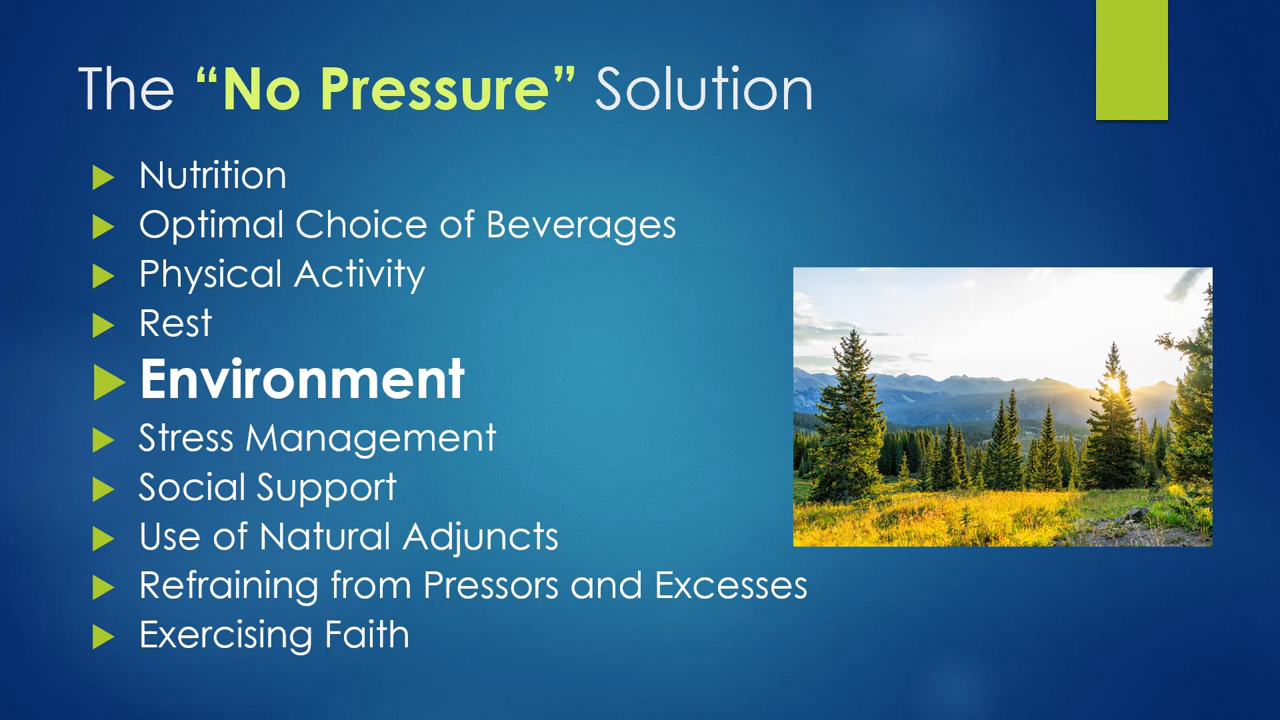 The “No Pressure” Solution
Nutrition
Optimal Choice of Beverages
Physical Activity
Rest
Environment
Stress Management
Social Support
Use of Natural Adjuncts
Refraining from Pressors and Excesses
Exercising Faith